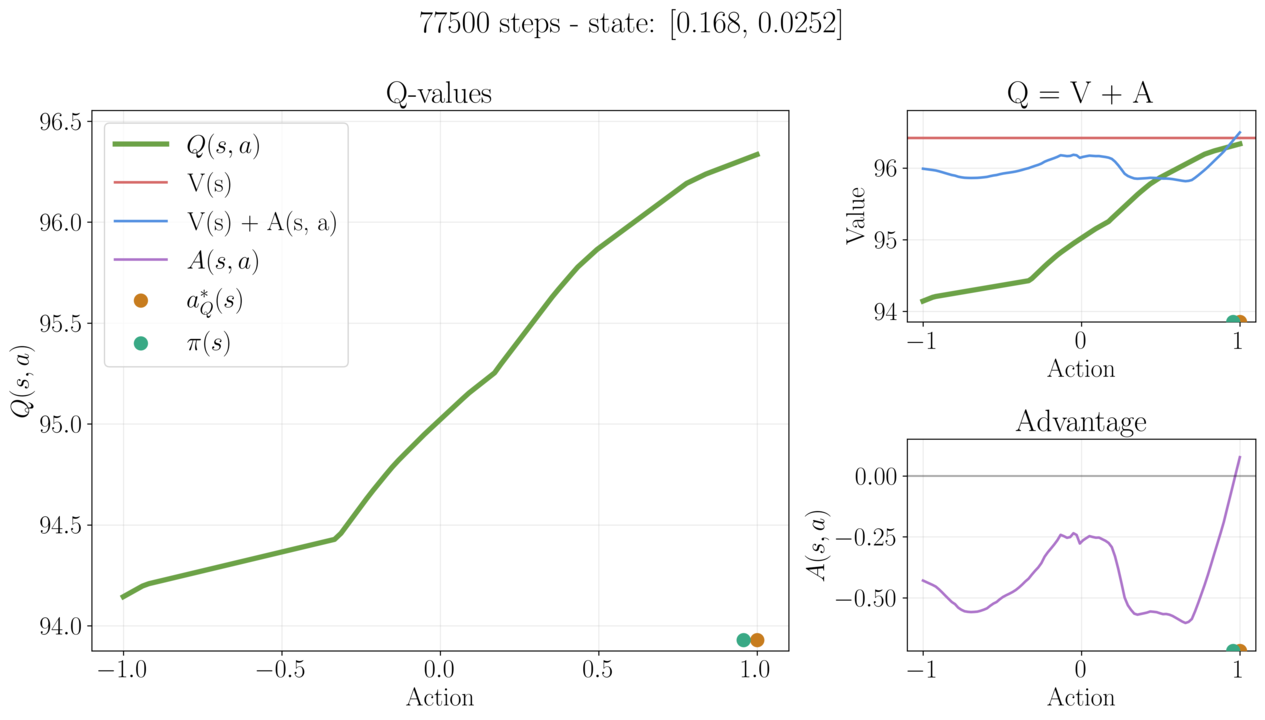 77500 steps - state: [0.168, 0.0252]
Q-values
Q(s, a)
96.5
96.0
95.5
95.0
94.5
94.0
−1.0
−0.5
0.0
0.5
1.0
Action
Q(s, a)
V(s)
V(s) + A(s, a)
A(s, a)
a*_Q(s)
π(s)
Q = V + A
Value
96
95
94
−1
0
1
Action
Advantage
A(s, a)
0.00
−0.25
−0.50
−1
0
1
Action